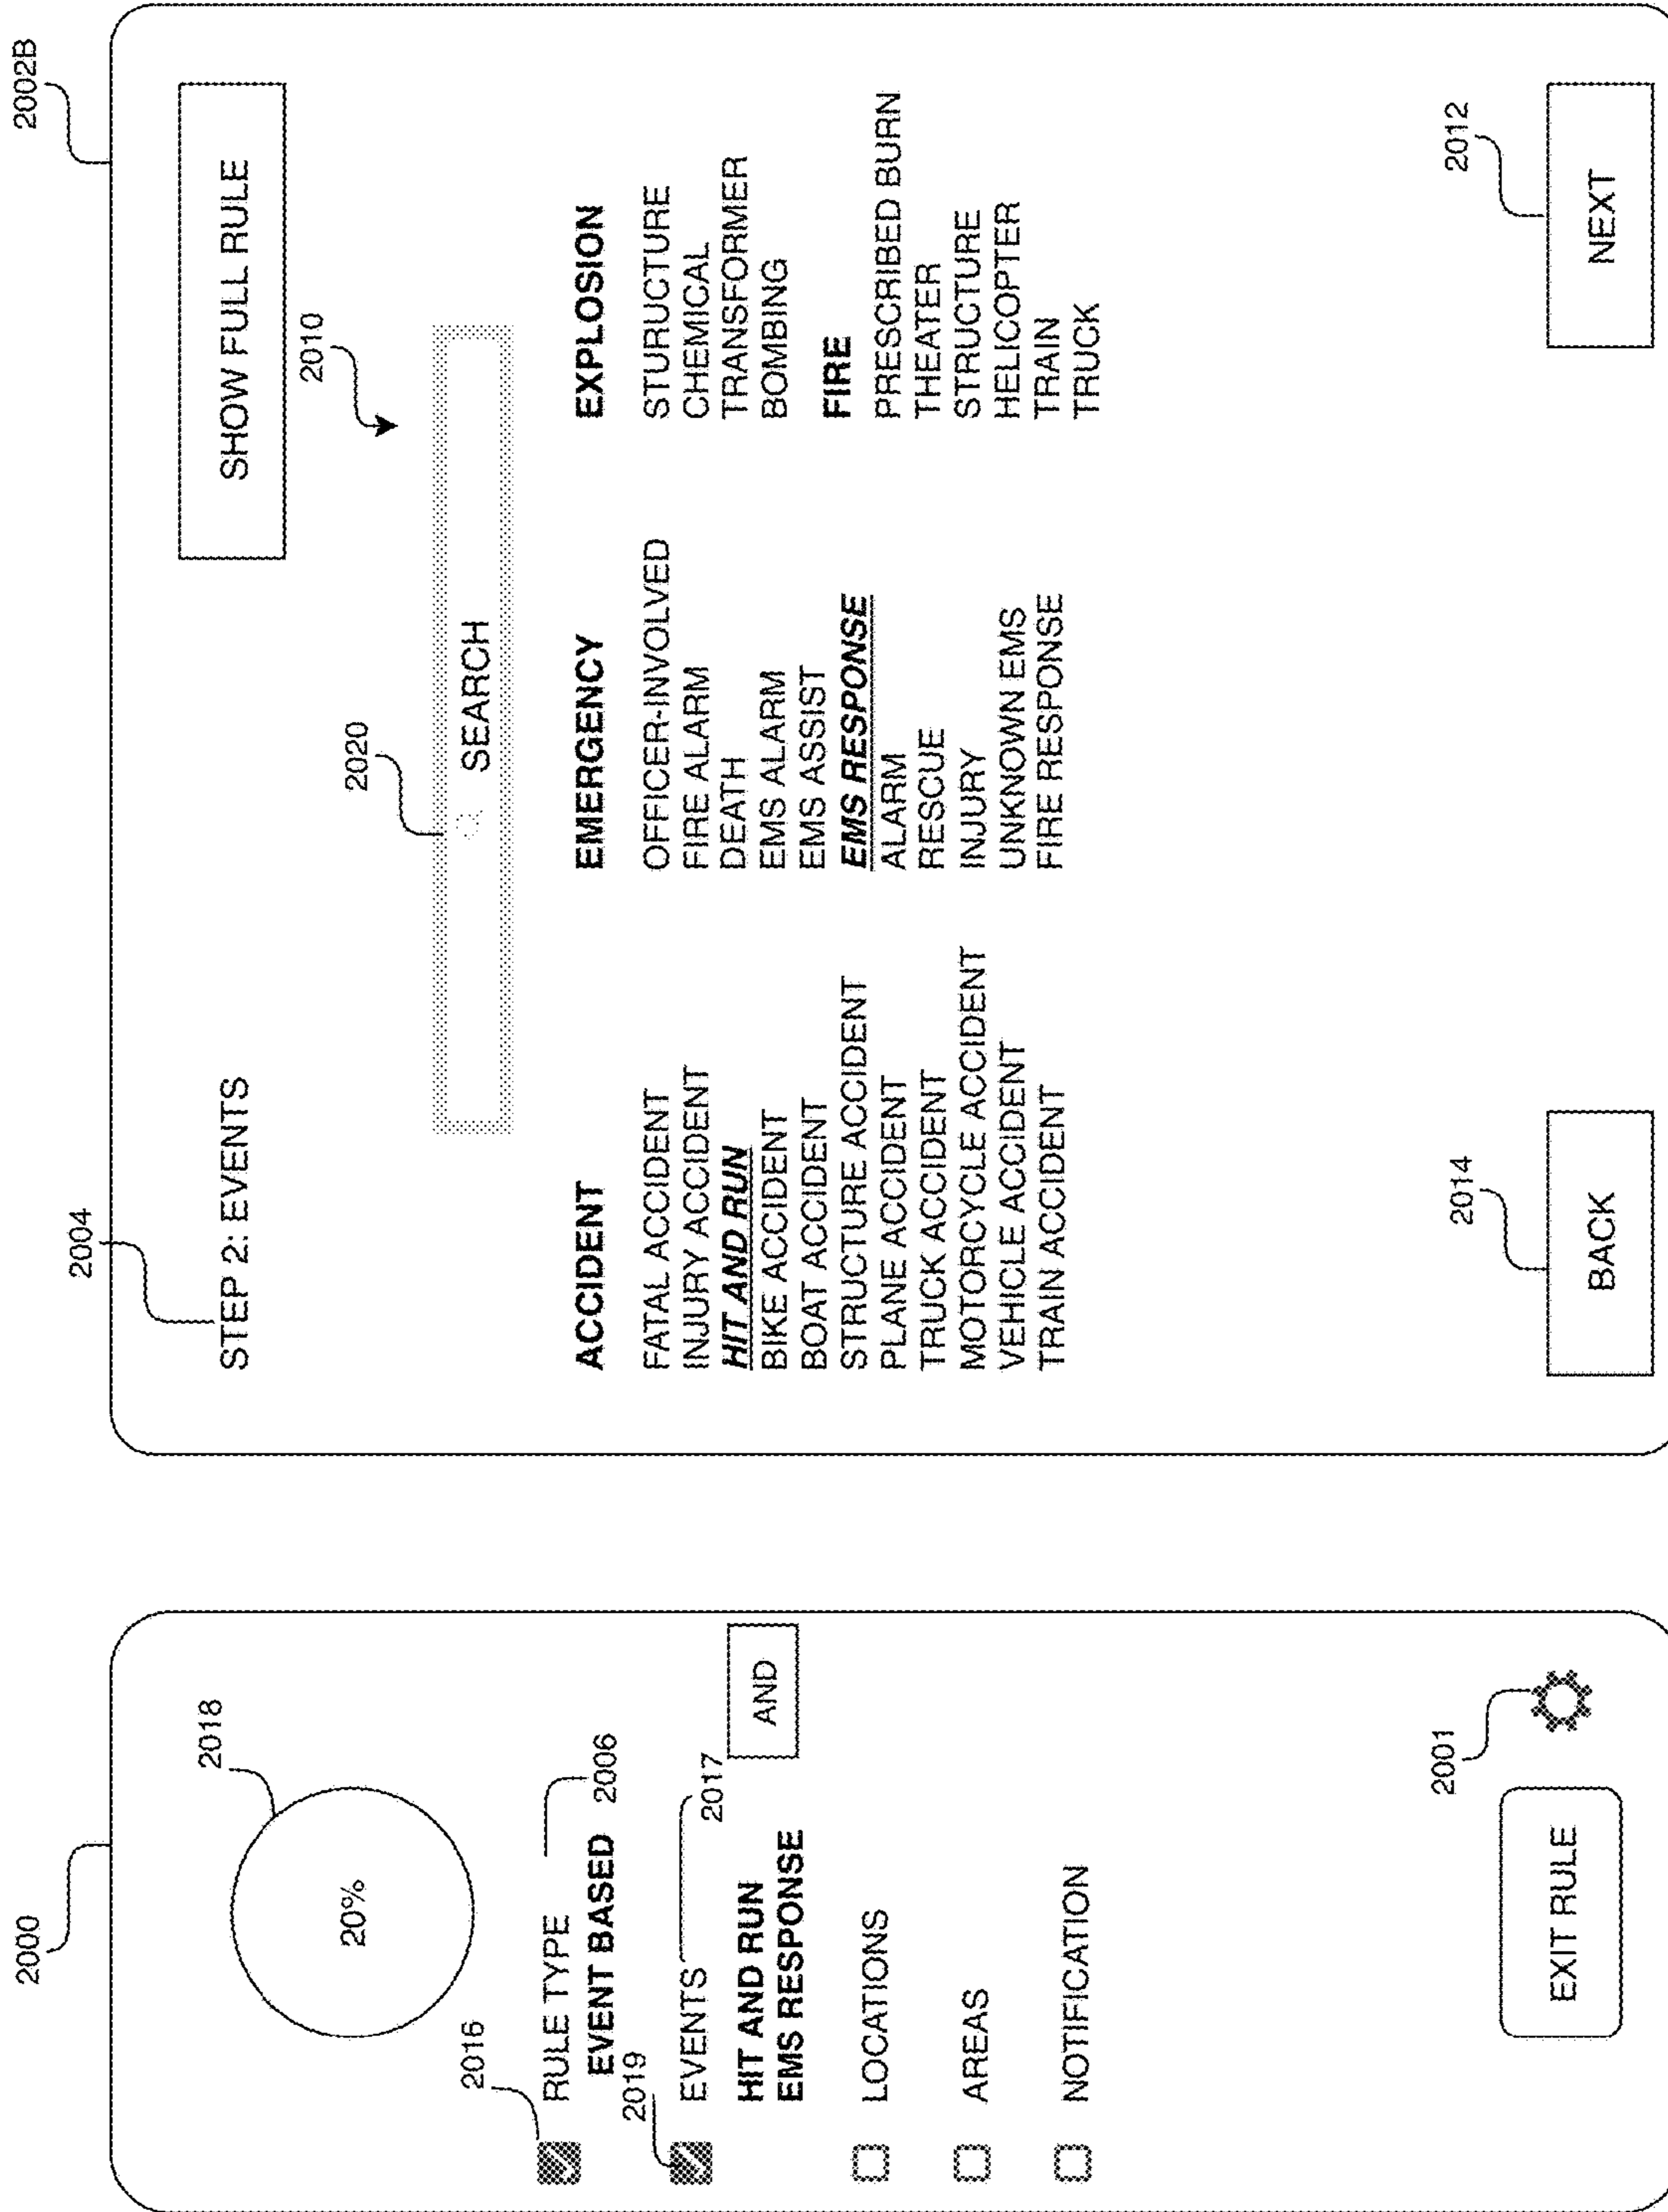 2000
2018
20%
2016
RULE TYPE
2006
EVENT BASED
2019
EVENTS
2017
HIT AND RUN
EMS RESPONSE
AND
LOCATIONS
AREAS
NOTIFICATION
2001
EXIT RULE
2002B
2004
STEP 2: EVENTS
SHOW FULL RULE
2010
2020
SEARCH
ACCIDENT
FATAL ACCIDENT
INJURY ACCIDENT
HIT AND RUN
BIKE ACCIDENT
BOAT ACCIDENT
STRUCTURE ACCIDENT
PLANE ACCIDENT
TRUCK ACCIDENT
MOTORCYCLE ACCIDENT
VEHICLE ACCIDENT
TRAIN ACCIDENT
EMERGENCY
OFFICER-INVOLVED
FIRE ALARM
DEATH
EMS ALARM
EMS ASSIST
EMS RESPONSE
ALARM
RESCUE
INJURY
UNKNOWN EMS
FIRE RESPONSE
EXPLOSION
STURUCTURE
CHEMICAL
TRANSFORMER
BOMBING
FIRE
PRESCRIBED BURN
THEATER
STRUCTURE
HELICOPTER
TRAIN
TRUCK
2014
BACK
2012
NEXT